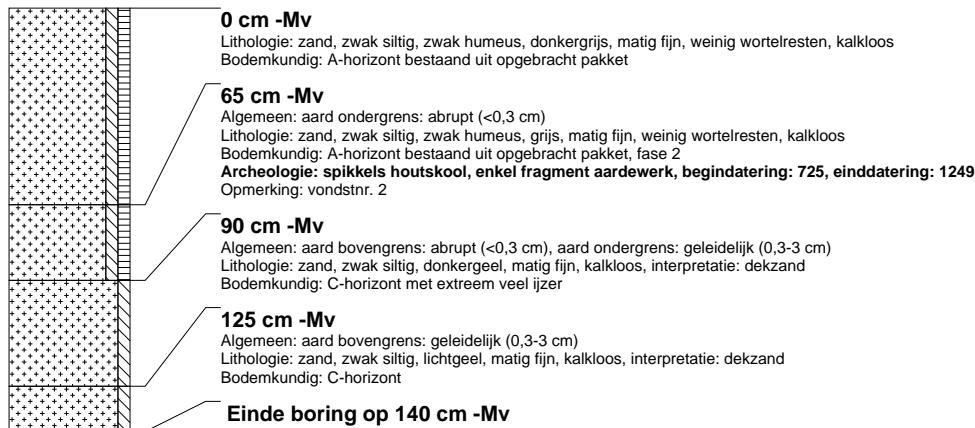 0 cm -Mv
Lithologie: zand, zwak siltig, zwak humeus, donkergrijs, matig fijn, weinig wortelresten, kalkloos
Bodemkundig: A-horizont bestaand uit opgebracht pakket
65 cm -Mv
Algemeen: aard ondergrens: abrupt (<0,3 cm)
Lithologie: zand, zwak siltig, zwak humeus, grijs, matig fijn, weinig wortelresten, kalkloos
Bodemkundig: A-horizont bestaand uit opgebracht pakket, fase 2
Archeologie: spikkels houtskool, enkel fragment aardewerk, begindatering: 725, einddatering: 1249
Opmerking: vondstnr. 2
90 cm -Mv
Algemeen: aard bovengrens: abrupt (<0,3 cm), aard ondergrens: geleidelijk (0,3-3 cm)
Lithologie: zand, zwak siltig, donkergeel, matig fijn, kalkloos, interpretatie: dekzand
Bodemkundig: C-horizont met extreem veel ijzer
125 cm -Mv
Algemeen: aard bovengrens: geleidelijk (0,3-3 cm)
Lithologie: zand, zwak siltig, lichtgeel, matig fijn, kalkloos, interpretatie: dekzand
Bodemkundig: C-horizont
Einde boring op 140 cm -Mv